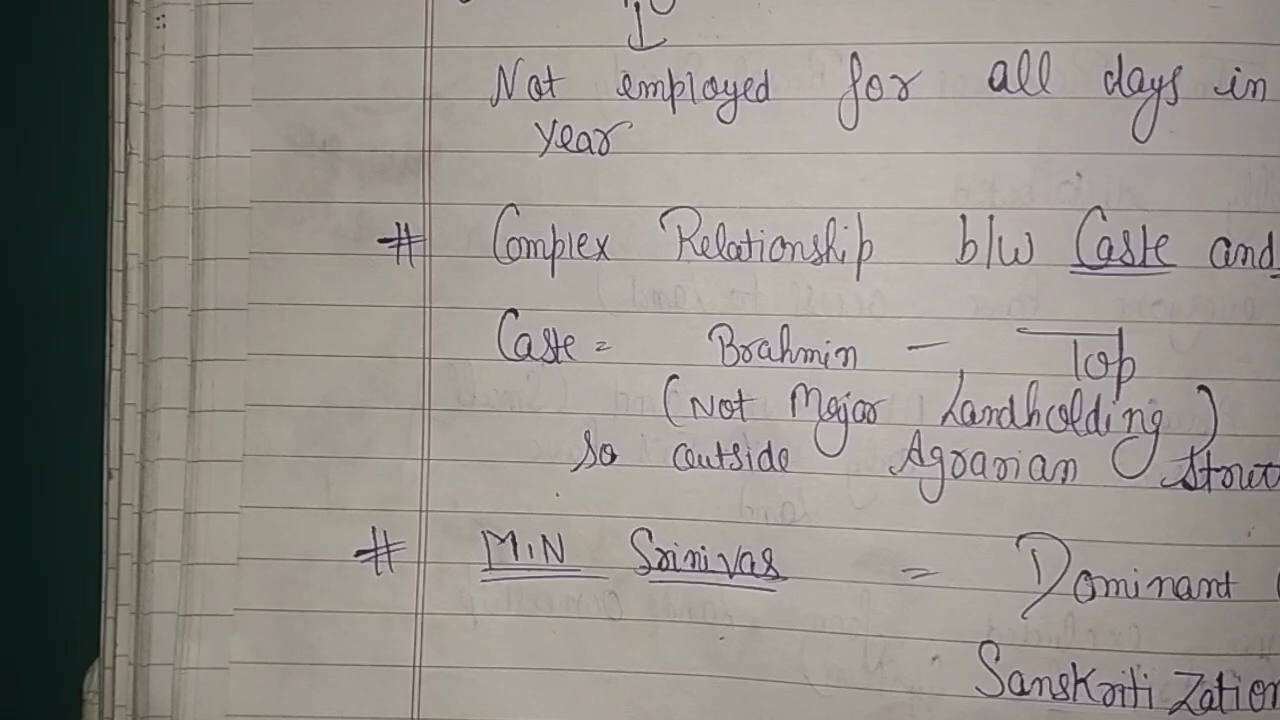 Not employed for all days in
year
# Complex Relationship b/w Caste and
Caste = Brahmin - Top
(Not Major Landholding)
So outside Agrarian Struct
# M.N Srinivas = Dominant
Sanskriti Zation